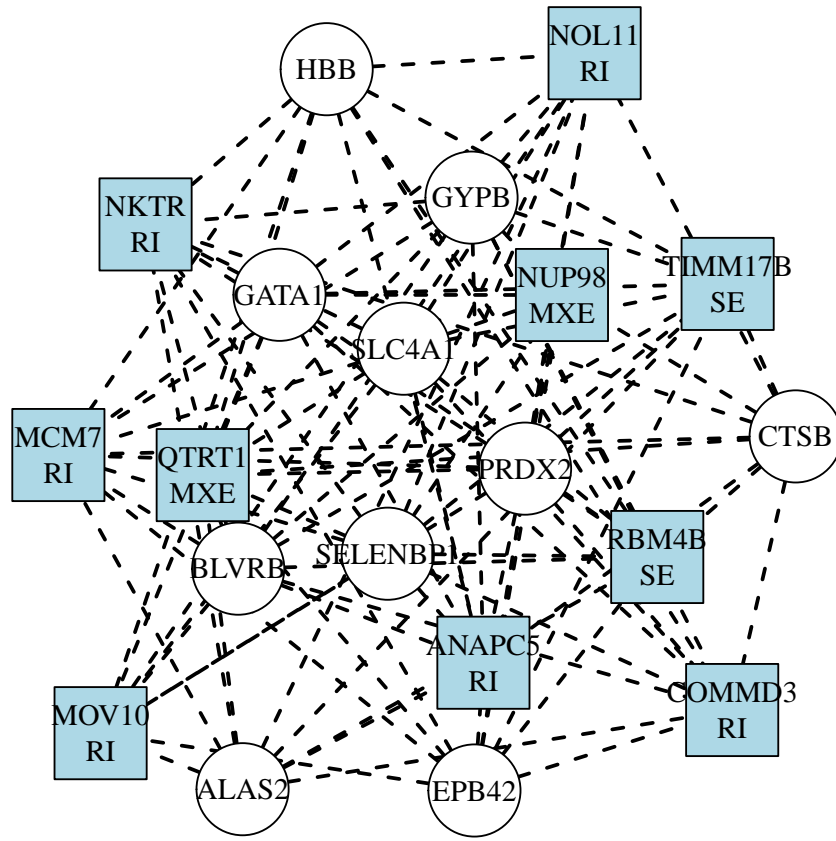 NOL11
RI
HBB
GYPB
NKTR
RI
TIMM17B
SE
NUP98
MXE
GATA1
SLC4A1
CTSB
MCM7
RI
QTRT1
MXE
PRDX2
RBM4B
SE
SELENBP1
BLVRB
ANAPC5
RI
COMMD3
RI
MOV10
RI
ALAS2
EPB42